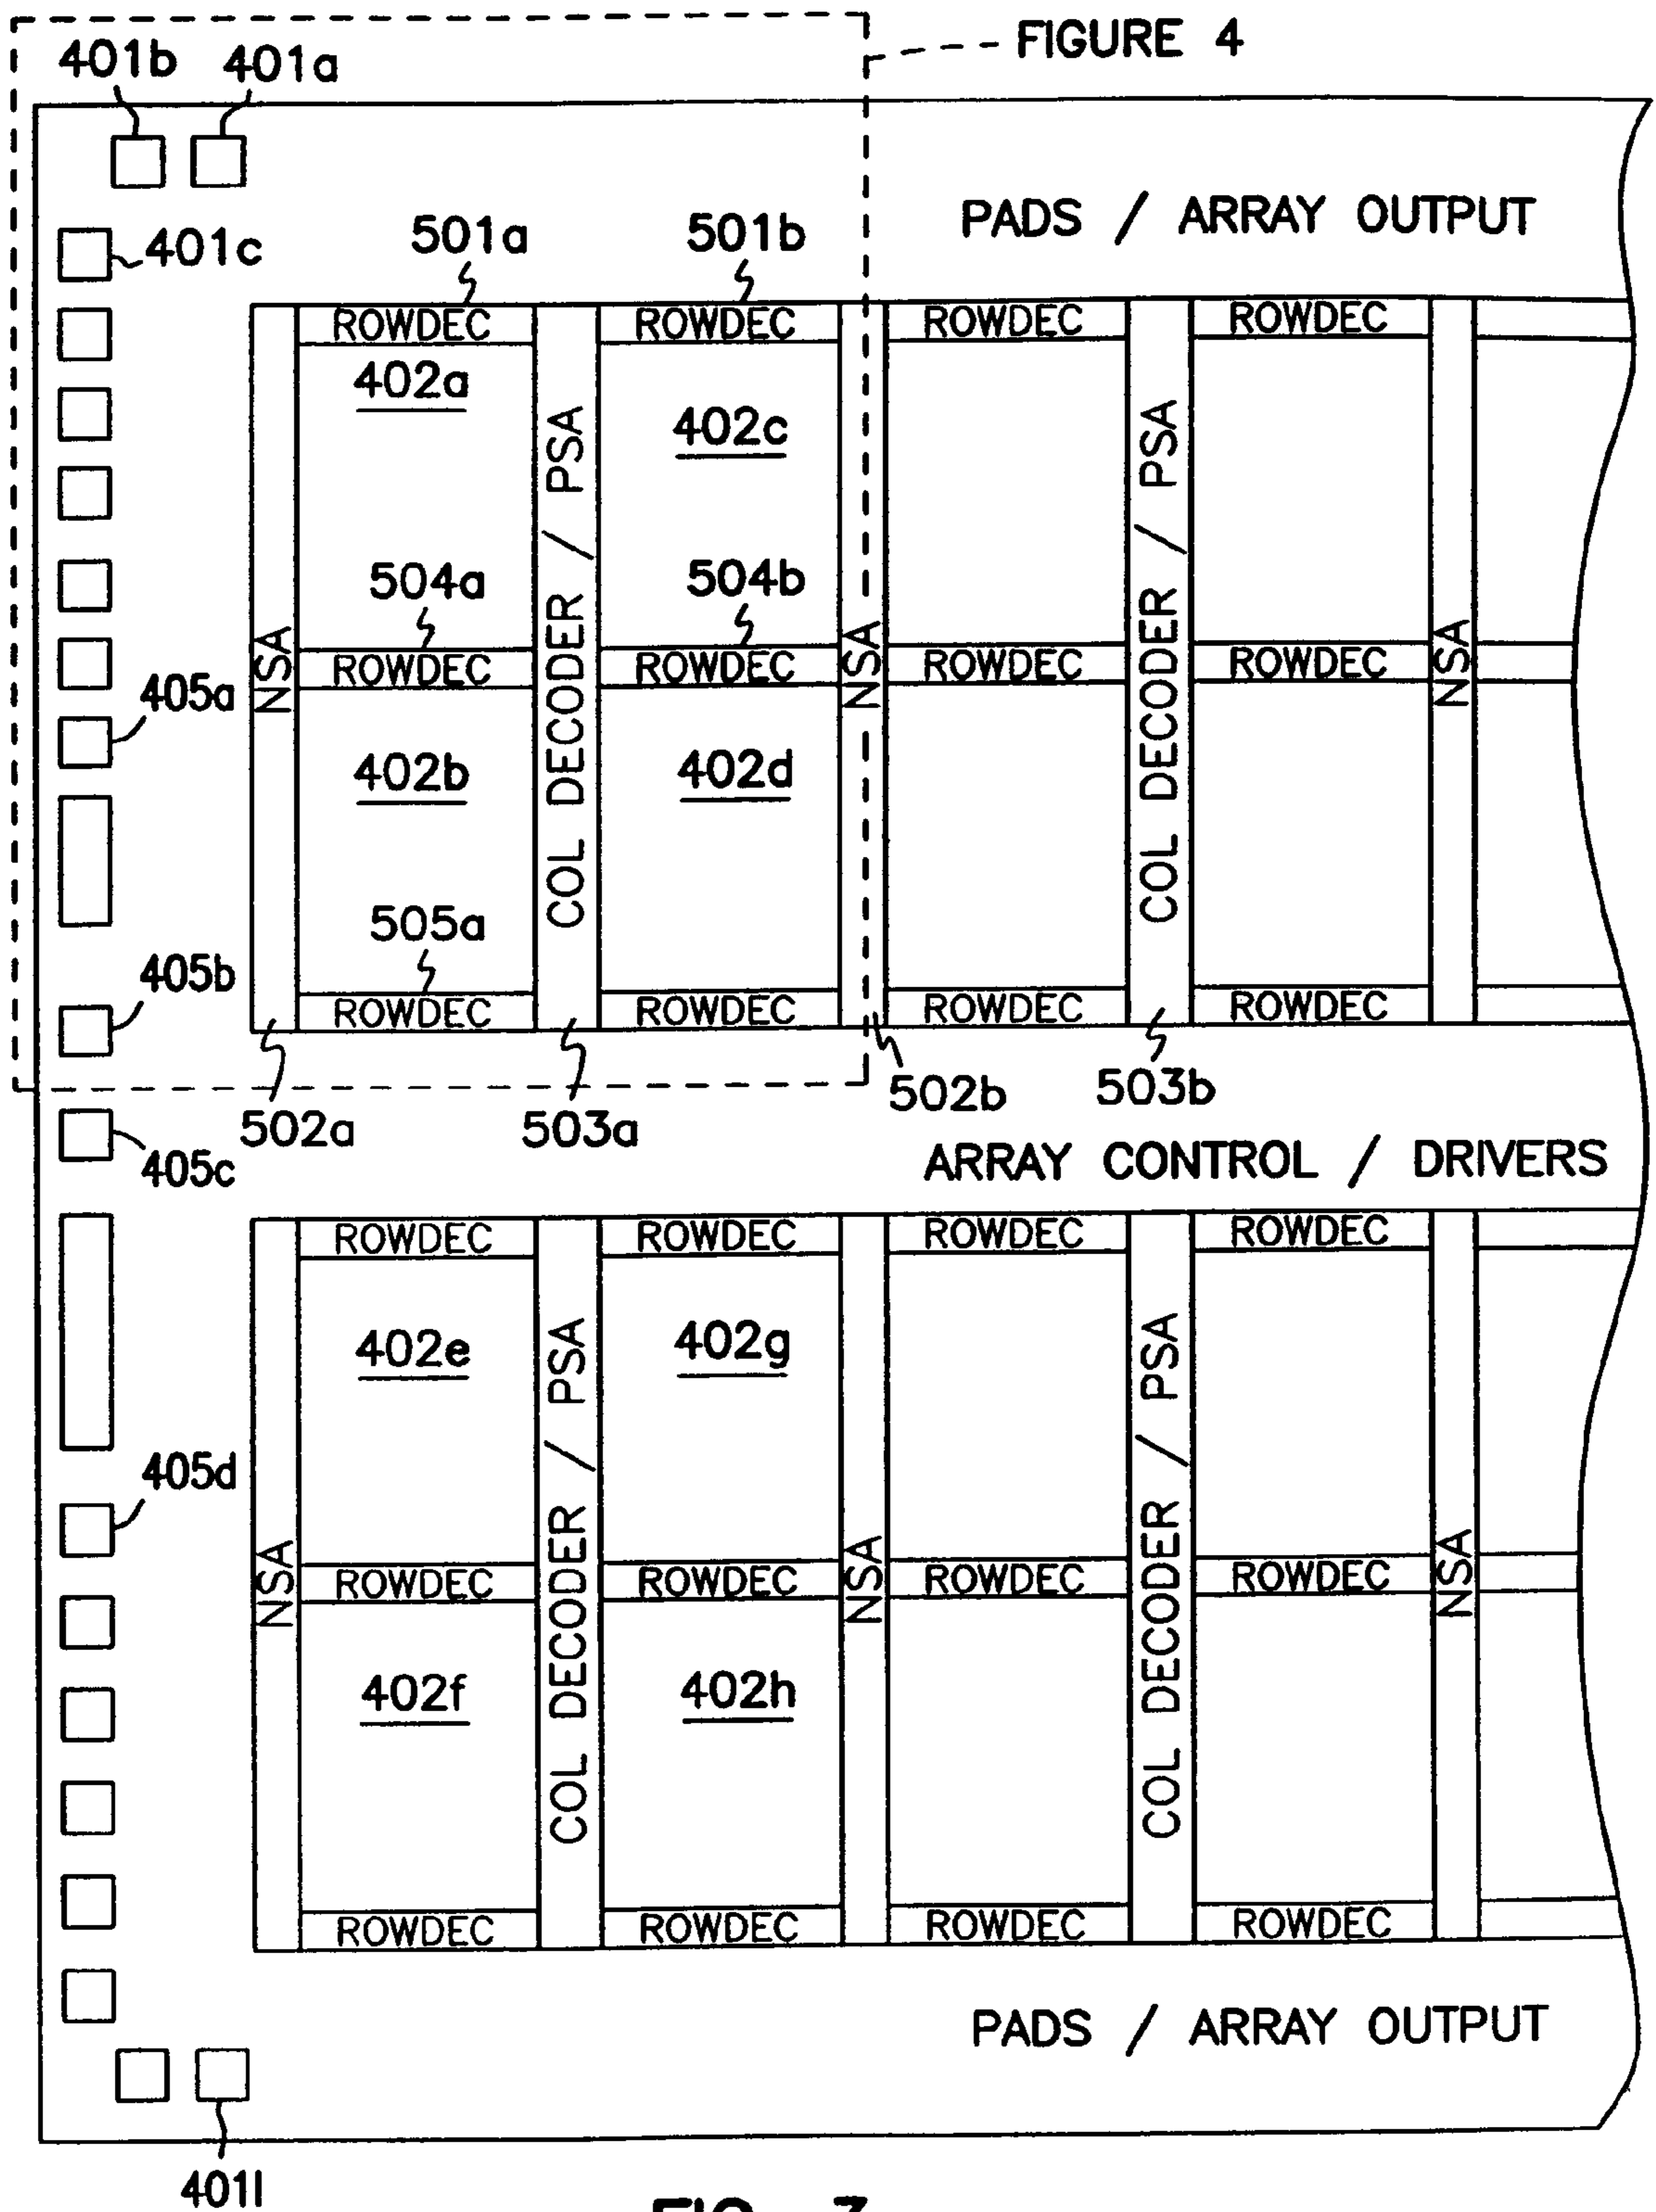 FIGURE 4
401b 401a
PADS / ARRAY OUTPUT
401c
501a 501b
ROWDEC ROWDEC ROWDEC ROWDEC
402a
402c
COL DECODER / PSA
COL DECODER / PSA
504a 504b
NSA
NSA
NSA
ROWDEC ROWDEC ROWDEC ROWDEC
405a
402b 402d
505a
405b
ROWDEC ROWDEC ROWDEC ROWDEC
502a 503a 502b 503b
405c
ARRAY CONTROL / DRIVERS
ROWDEC ROWDEC ROWDEC ROWDEC
402e 402g
COL DECODER / PSA
COL DECODER / PSA
405d
NSA
NSA
NSA
ROWDEC ROWDEC ROWDEC ROWDEC
402f 402h
ROWDEC ROWDEC ROWDEC ROWDEC
PADS / ARRAY OUTPUT
401l